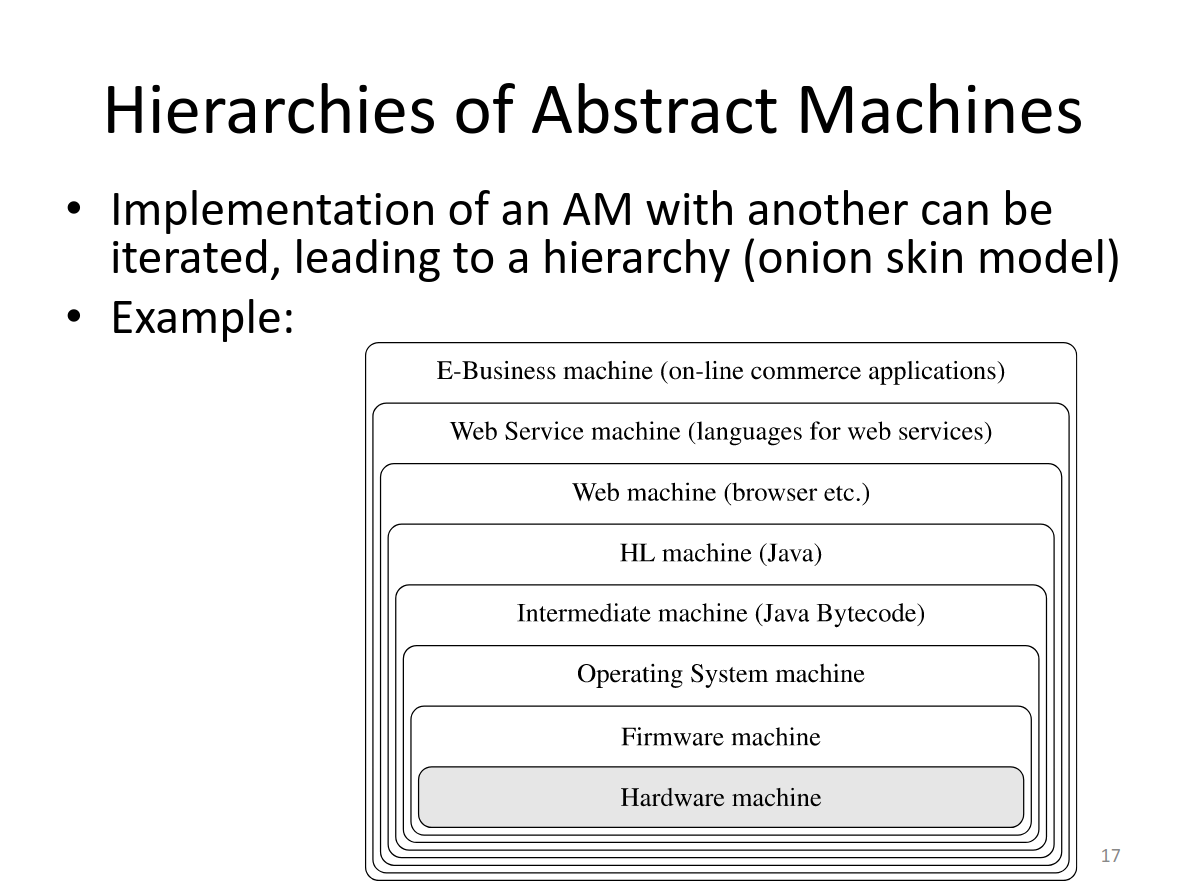 Hierarchies of Abstract Machines
• Implementation of an AM with another can be
iterated, leading to a hierarchy (onion skin model)
• Example:
E-Business machine (on-line commerce applications)
Web Service machine (languages for web services)
Web machine (browser etc.)
HL machine (Java)
Intermediate machine (Java Bytecode)
Operating System machine
Firmware machine
Hardware machine
17